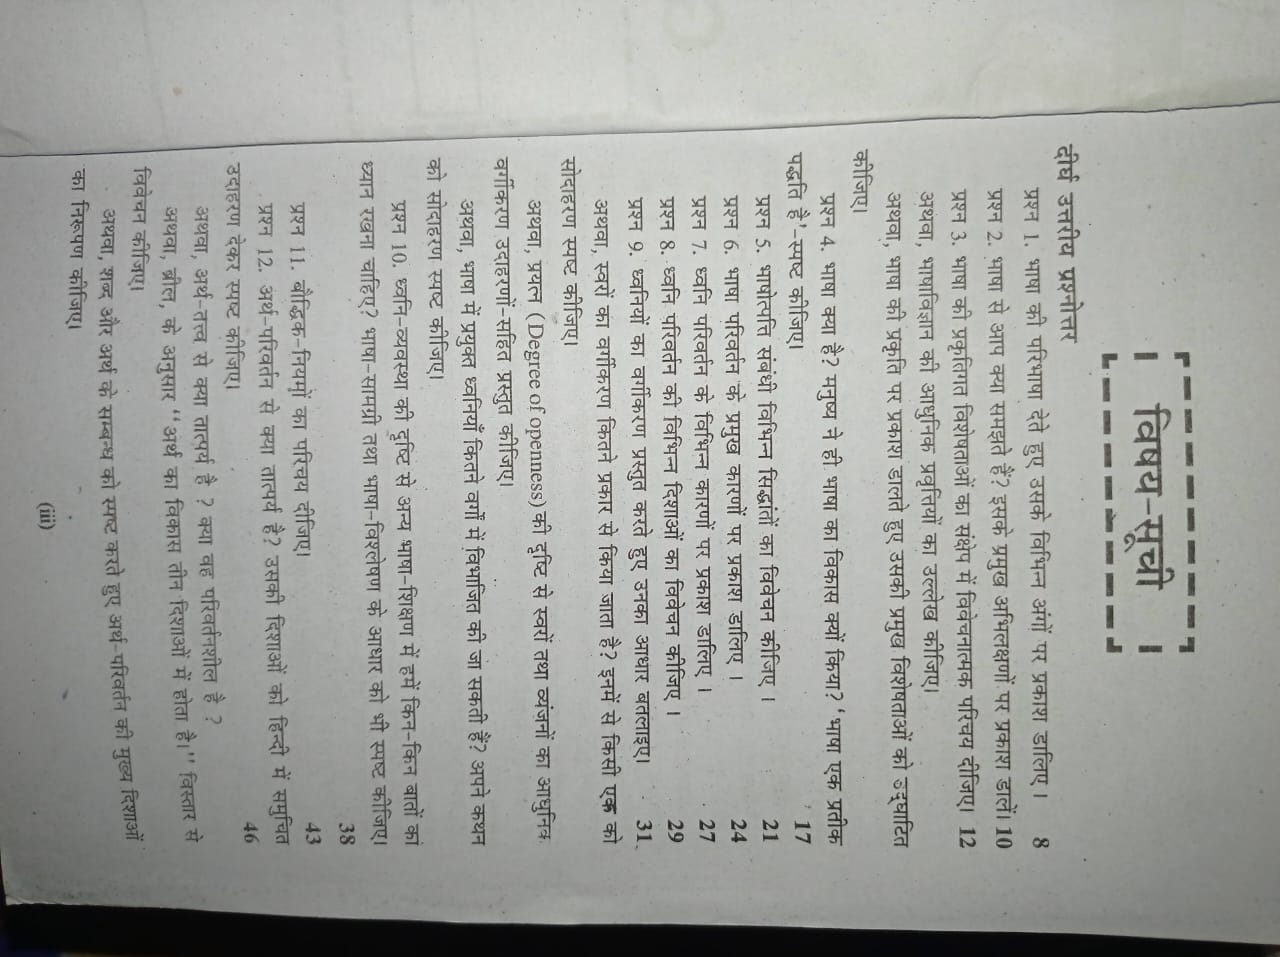 विषय-सूची
दीर्घ उत्तरीय प्रश्नोत्तर
प्रश्न 1. भाषा की परिभाषा देते हुए उसके विभिन्न अंगों पर प्रकाश डालिए । 8
प्रश्न 2. भाषा से आप क्या समझते हैं? इसके प्रमुख अभिलक्षणों पर प्रकाश डालें। 10
प्रश्न 3. भाषा की प्रकृतिगत विशेषताओं का संक्षेप में विवेचनात्मक परिचय दीजिए। 12
अथवा, भाषाविज्ञान की आधुनिक प्रवृत्तियों का उल्लेख कीजिए।
अथवा, भाषा की प्रकृति पर प्रकाश डालते हुए उसकी प्रमुख विशेषताओं को उद्घाटित
कीजिए।
प्रश्न 4. भाषा क्या है? मनुष्य ने ही भाषा का विकास क्यों किया? ‘भाषा एक प्रतीक
पद्धति है’-स्पष्ट कीजिए। 17
प्रश्न 5. भाषोत्पत्ति संबंधी विभिन्न सिद्धांतों का विवेचन कीजिए । 21
प्रश्न 6. भाषा परिवर्तन के प्रमुख कारणों पर प्रकाश डालिए । 24
प्रश्न 7. ध्वनि परिवर्तन के विभिन्न कारणों पर प्रकाश डालिए । 27
प्रश्न 8. ध्वनि परिवर्तन की विभिन्न दिशाओं का विवेचन कीजिए । 29
प्रश्न 9. ध्वनियों का वर्गीकरण प्रस्तुत करते हुए उनका आधार बतलाइए। 31
अथवा, स्वरों का वर्गीकरण कितने प्रकार से किया जाता है? इनमें से किसी एक को
सोदाहरण स्पष्ट कीजिए।
अथवा, प्रयत्न (Degree of openness) की दृष्टि से स्वरों तथा व्यंजनों का आधुनिक
वर्गीकरण उदाहरणों-सहित प्रस्तुत कीजिए।
अथवा, भाषा में प्रयुक्त ध्वनियाँ कितने वर्गों में विभाजित की जा सकती हैं? अपने कथन
को सोदाहरण स्पष्ट कीजिए।
प्रश्न 10. ध्वनि-व्यवस्था की दृष्टि से अन्य भाषा-शिक्षण में हमें किन-किन बातों का
ध्यान रखना चाहिए? भाषा-सामग्री तथा भाषा-विश्लेषण के आधार को भी स्पष्ट कीजिए।
38
प्रश्न 11. बौद्धिक-नियमों का परिचय दीजिए। 43
प्रश्न 12. अर्थ-परिवर्तन से क्या तात्पर्य है? उसकी दिशाओं को हिन्दी में समुचित
उदाहरण देकर स्पष्ट कीजिए। 46
अथवा, अर्थ-तत्त्व से क्या तात्पर्य है ? क्या वह परिवर्तनशील है ?
अथवा, ब्रील, के अनुसार “अर्थ का विकास तीन दिशाओं में होता है।” विस्तार से
विवेचन कीजिए।
अथवा, शब्द और अर्थ के सम्बन्ध को स्पष्ट करते हुए अर्थ-परिवर्तन की मुख्य दिशाओं
का निरूपण कीजिए।
(iii)